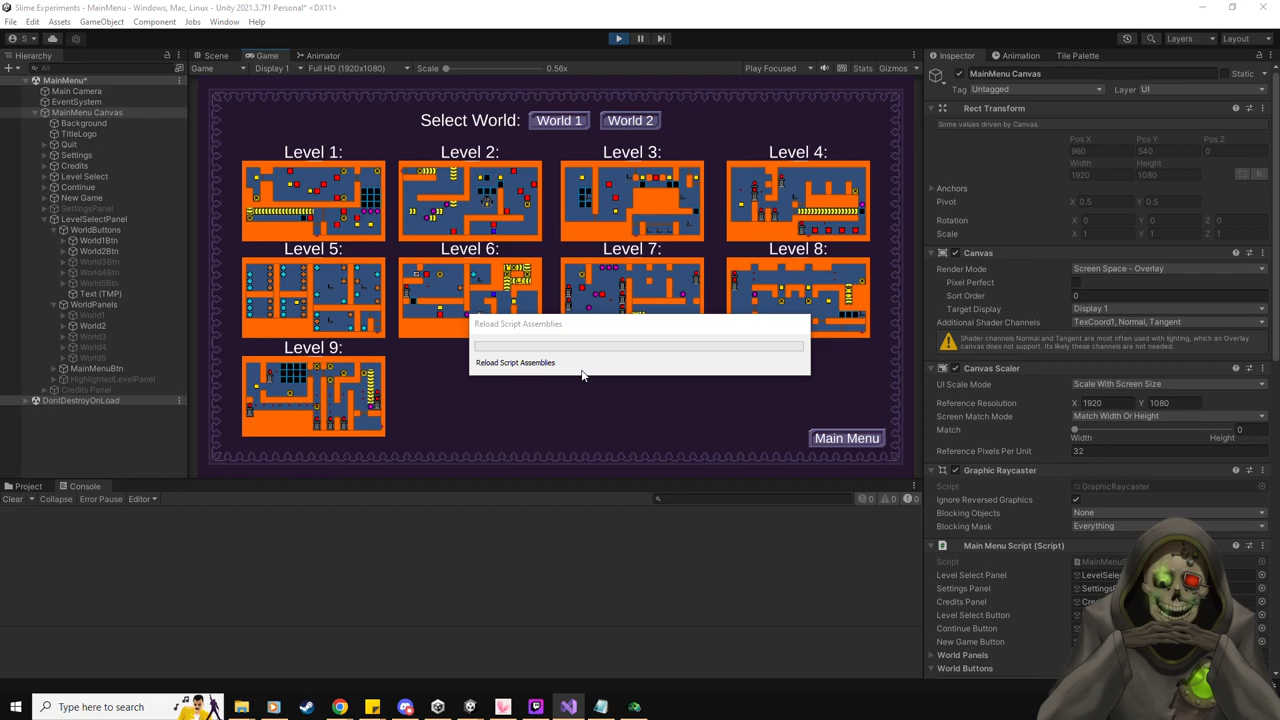 Slime Experiments - MainMenu - Windows, Mac, Linux - Unity 2021.3.7f1 Personal* <DX11>
File Edit Assets GameObject Component Jobs Window Help
S Layers Layout
Hierarchy
All
MainMenu*
Main Camera
EventSystem
MainMenu Canvas
Background
TitleLogo
Quit
Settings
Credits
Level Select
Continue
New Game
SettingsPanel
LevelSelectPanel
WorldButtons
World1Btn
World2Btn
World3Btn
World4Btn
World5Btn
Text (TMP)
WorldPanels
World1
World2
World3
World4
World5
MainMenuBtn
HighlightedLevelPanel
Credits Panel
DontDestroyOnLoad
Scene Game Animator
Game Display 1 Full HD (1920x1080) Scale 0.56x Play Focused Stats Gizmos
Select World: World 1 World 2
Level 1: Level 2: Level 3: Level 4:
Level 5: Level 6: Level 7: Level 8:
Level 9:
Main Menu
Reload Script Assemblies
Reload Script Assemblies
Project Console
Clear Collapse Error Pause Editor 0 0 0
Inspector Animation Tile Palette
MainMenu Canvas Static
Tag Untagged Layer UI
Rect Transform
Some values driven by Canvas.
Pos X Pos Y Pos Z
960 540 0
Width Height
1920 1080 R
Anchors
Pivot X 0.5 Y 0.5
Rotation X 0 Y 0 Z 0
Scale X 1 Y 1 Z 1
Canvas
Render Mode Screen Space - Overlay
Pixel Perfect
Sort Order 0
Target Display Display 1
Additional Shader Channels TexCoord1, Normal, Tangent
Shader channels Normal and Tangent are most often used with lighting, which an Overlay
canvas does not support. Its likely these channels are not needed.
Canvas Scaler
UI Scale Mode Scale With Screen Size
Reference Resolution X 1920 Y 1080
Screen Match Mode Match Width Or Height
Match 0
Width Height
Reference Pixels Per Unit 32
Graphic Raycaster
Script GraphicRaycaster
Ignore Reversed Graphics
Blocking Objects None
Blocking Mask Everything
Main Menu Script (Script)
Script MainMenuS
Level Select Panel LevelSelec
Settings Panel Settings
Credits Panel Cre
Level Select Button
Continue Button
New Game Button
World Panels
World Buttons
Type here to search